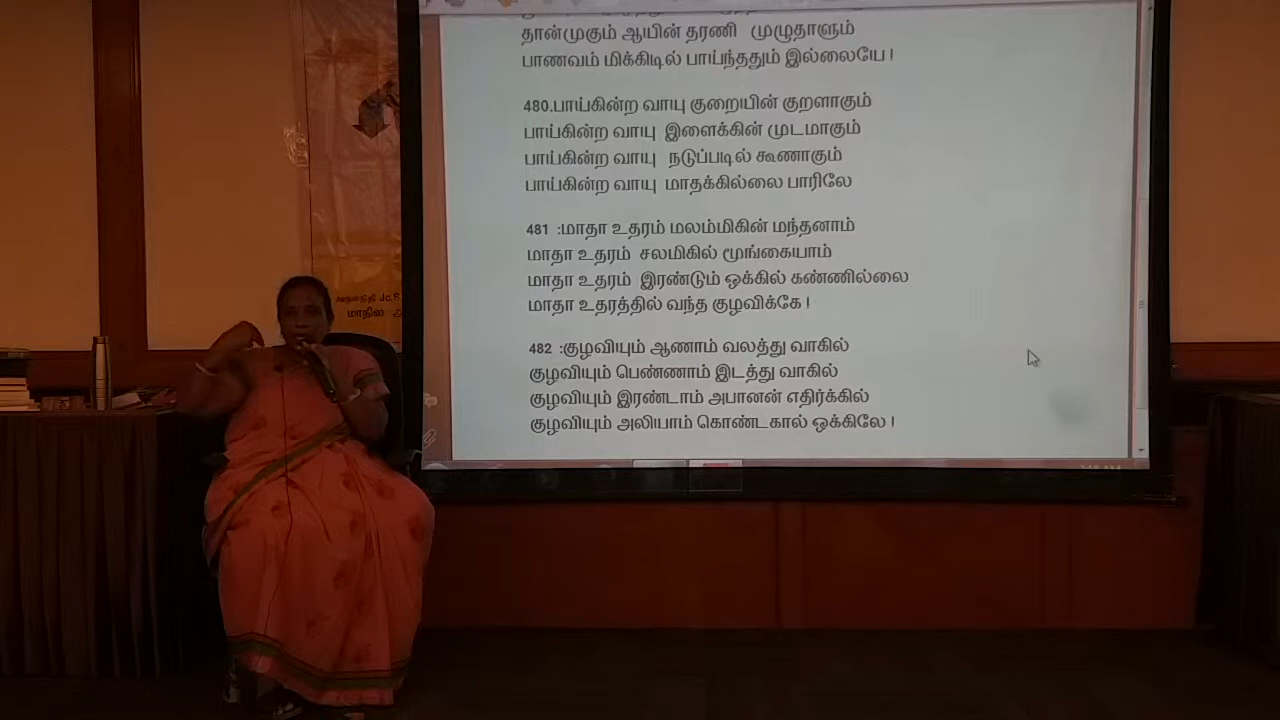 தான்முகும் ஆயின் தரணி முழுதாளும்
பாணவம் மிக்கிடில் பாய்ந்ததும் இல்லையே !
480.பாய்கின்ற வாயு குறையின் குறளாகும்
பாய்கின்ற வாயு இளைக்கின் முடமாகும்
பாய்கின்ற வாயு நடுப்படில் கூணாகும்
பாய்கின்ற வாயு மாதக்கில்லை பாரிலே
481 :மாதா உதரம் மலம்மிகின் மந்தனாம்
மாதா உதரம் சலமிகில் மூங்கையாம்
மாதா உதரம் இரண்டும் ஒக்கில் கண்ணில்லை
மாதா உதரத்தில் வந்த குழவிக்கே !
482 :குழவியும் ஆணாம் வலத்து வாகில்
குழவியும் பெண்ணாம் இடத்து வாகில்
குழவியும் இரண்டாம் அபானன் எதிர்க்கில்
குழவியும் அலியாம் கொண்டகால் ஒக்கிலே !
மாநில